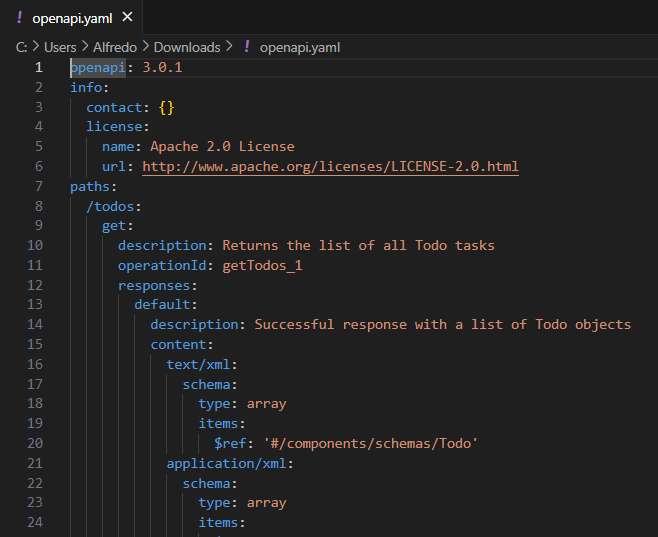 ! openapi.yaml ×
C: > Users > Alfredo > Downloads > ! openapi.yaml
1 openapi: 3.0.1
2 info:
3   contact: {}
4   license:
5     name: Apache 2.0 License
6     url: http://www.apache.org/licenses/LICENSE-2.0.html
7 paths:
8   /todos:
9     get:
10       description: Returns the list of all Todo tasks
11       operationId: getTodos_1
12       responses:
13         default:
14           description: Successful response with a list of Todo objects
15           content:
16             text/xml:
17               schema:
18                 type: array
19                 items:
20                   $ref: '#/components/schemas/Todo'
21             application/xml:
22               schema:
23                 type: array
24                 items: